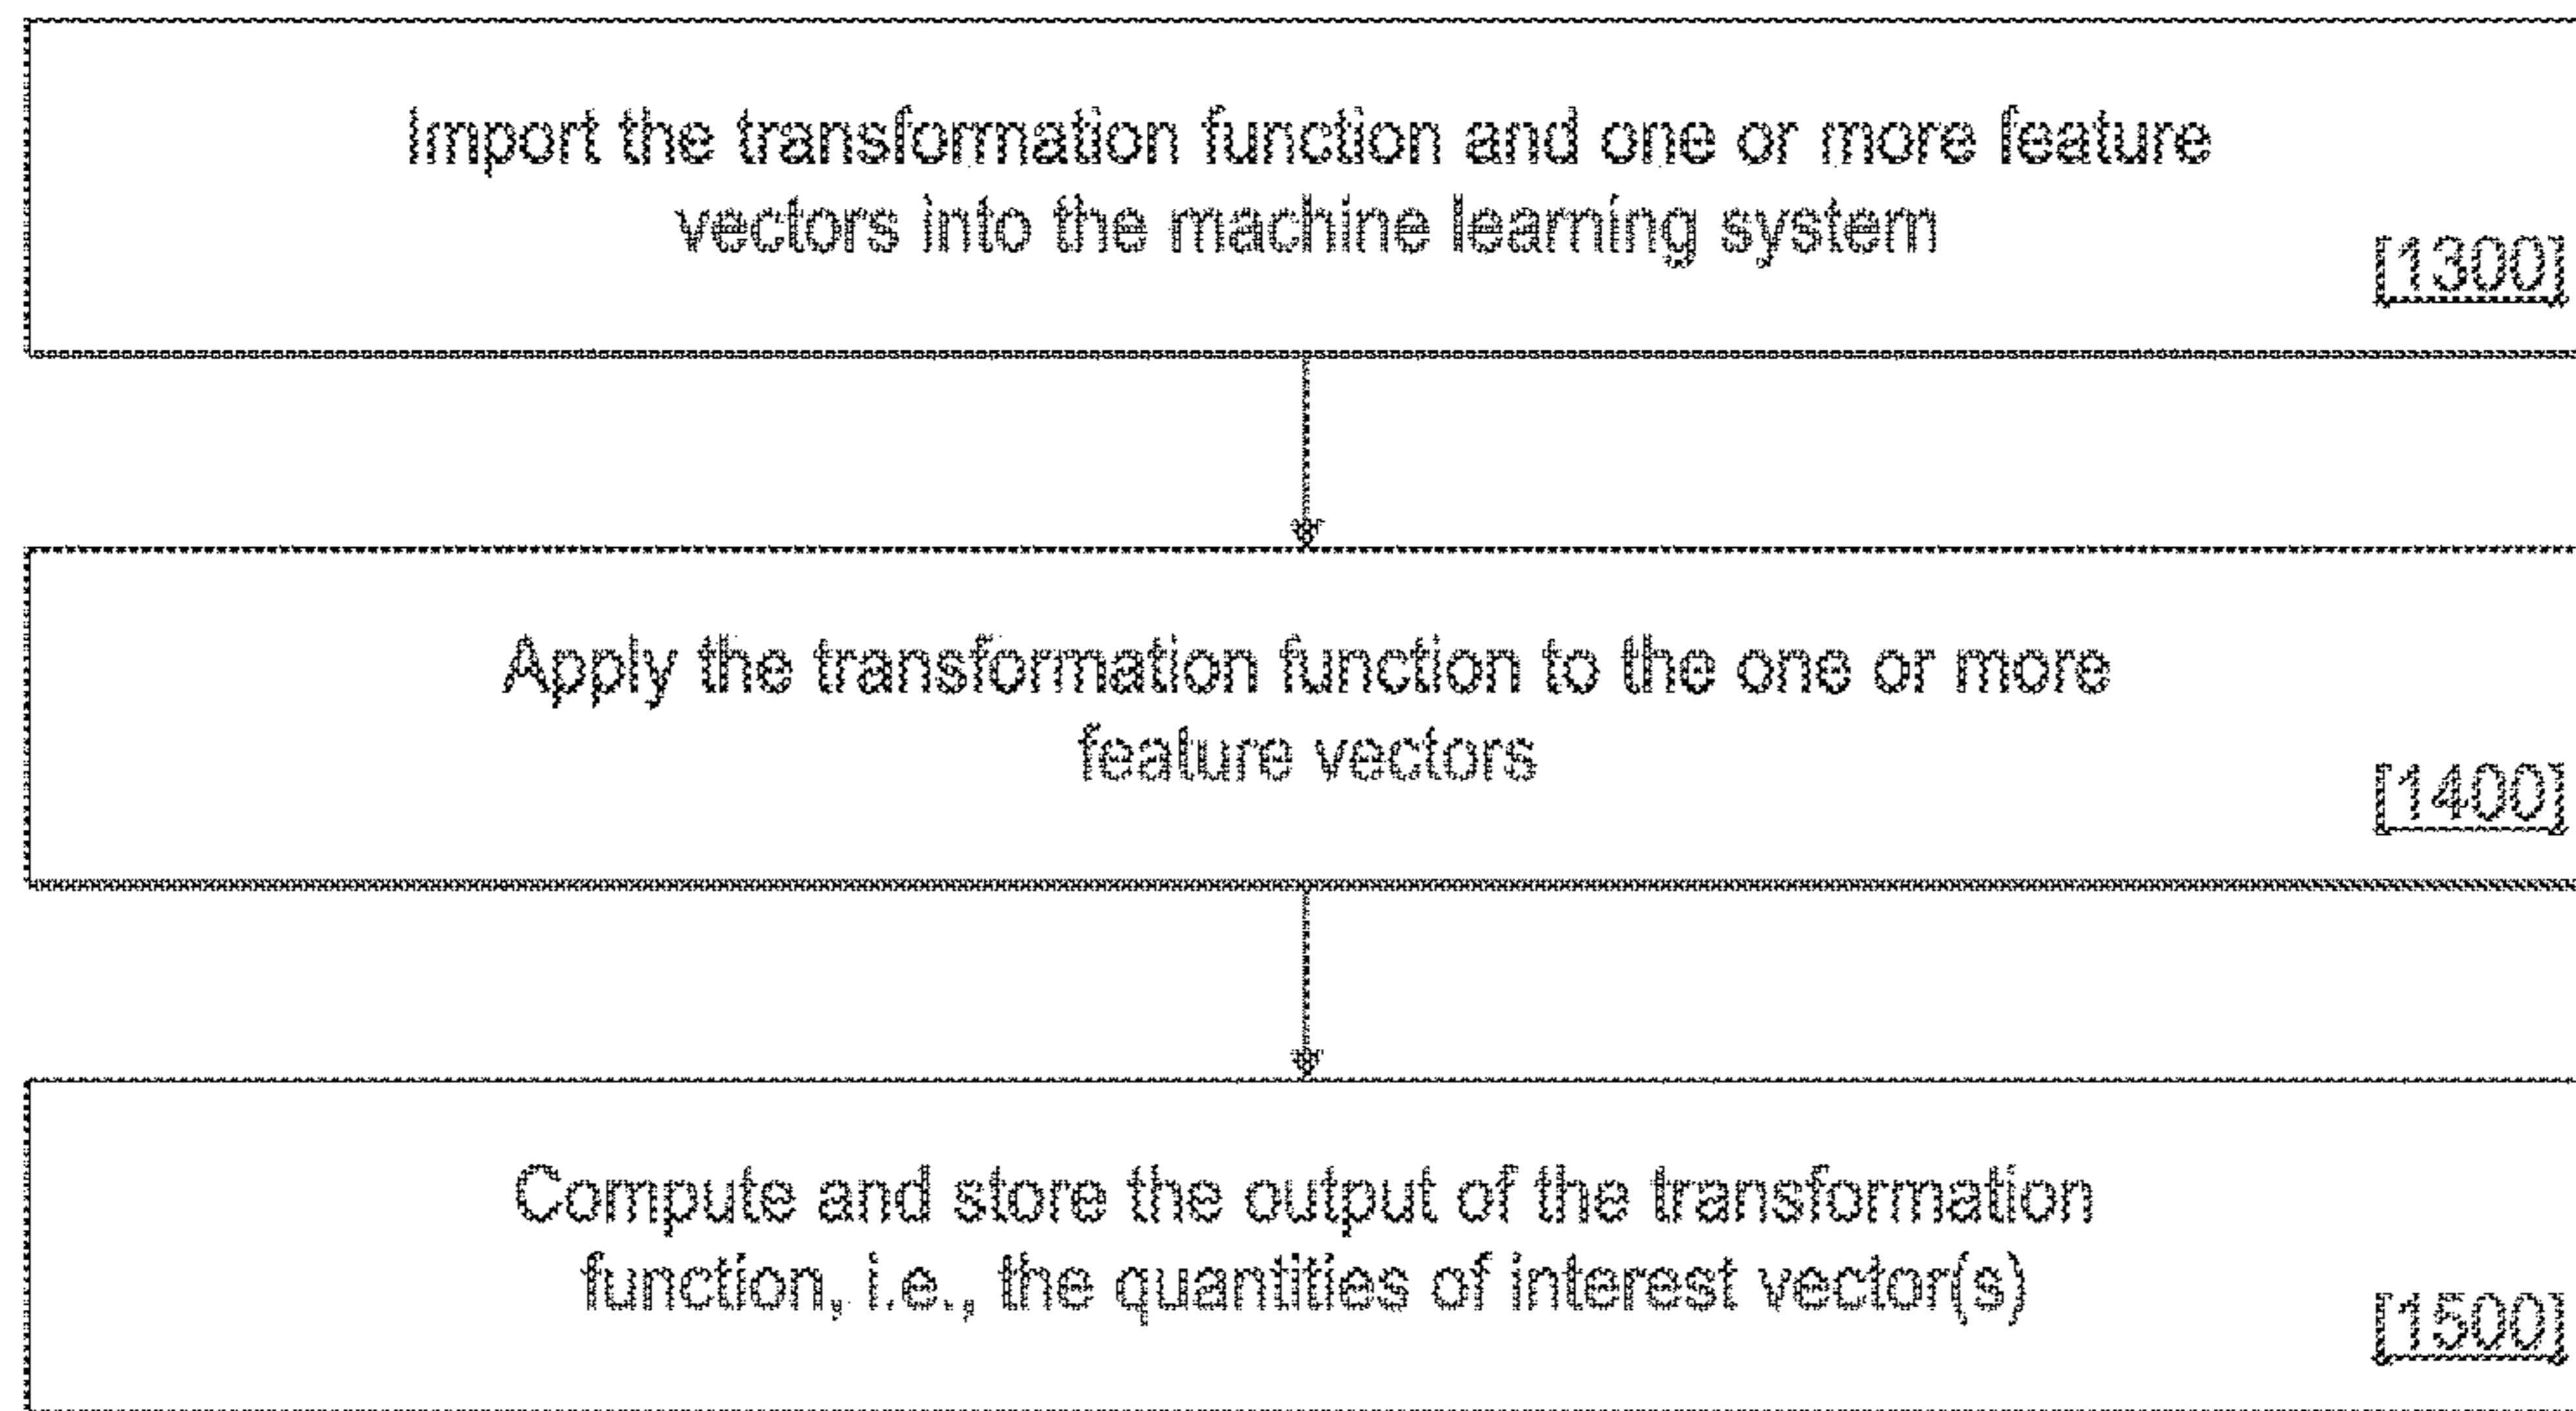 Import the transformation function and one or more feature
vectors into the machine learning system
[1300]
Apply the transformation function to the one or more
feature vectors
[1400]
Compute and store the output of the transformation
function, i.e., the quantities of interest vector(s)
[1500]